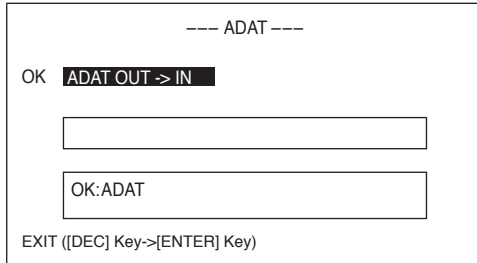 --- ADAT ---
OK ADAT OUT -> IN
OK:ADAT
EXIT ([DEC] Key->[ENTER] Key)